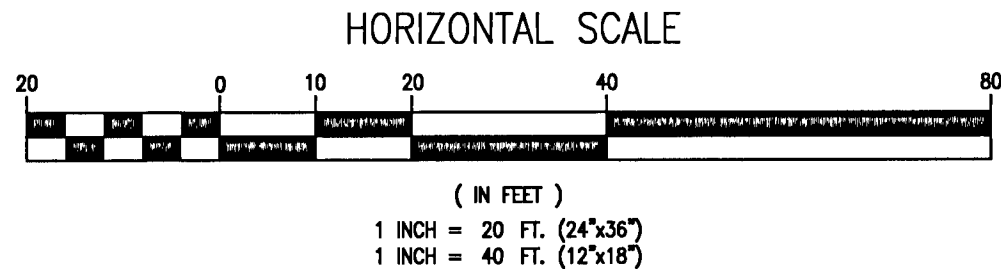 HORIZONTAL SCALE
20 0 10 20 40 80
( IN FEET )
1 INCH = 20 FT. (24"x36")
1 INCH = 40 FT. (12"x18")